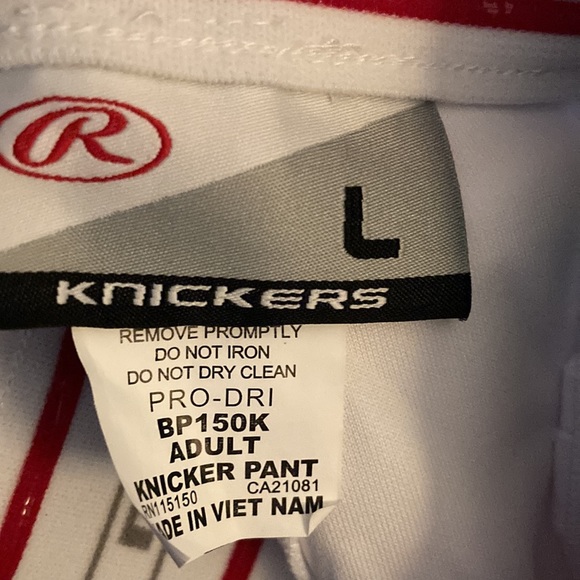 R
L
KNICKERS
REMOVE PROMPTLY
DO NOT IRON
DO NOT DRY CLEAN
PRO-DRI
BP150K
ADULT
KNICKER PANT
RN115150 CA21081
ADE IN VIET NAM